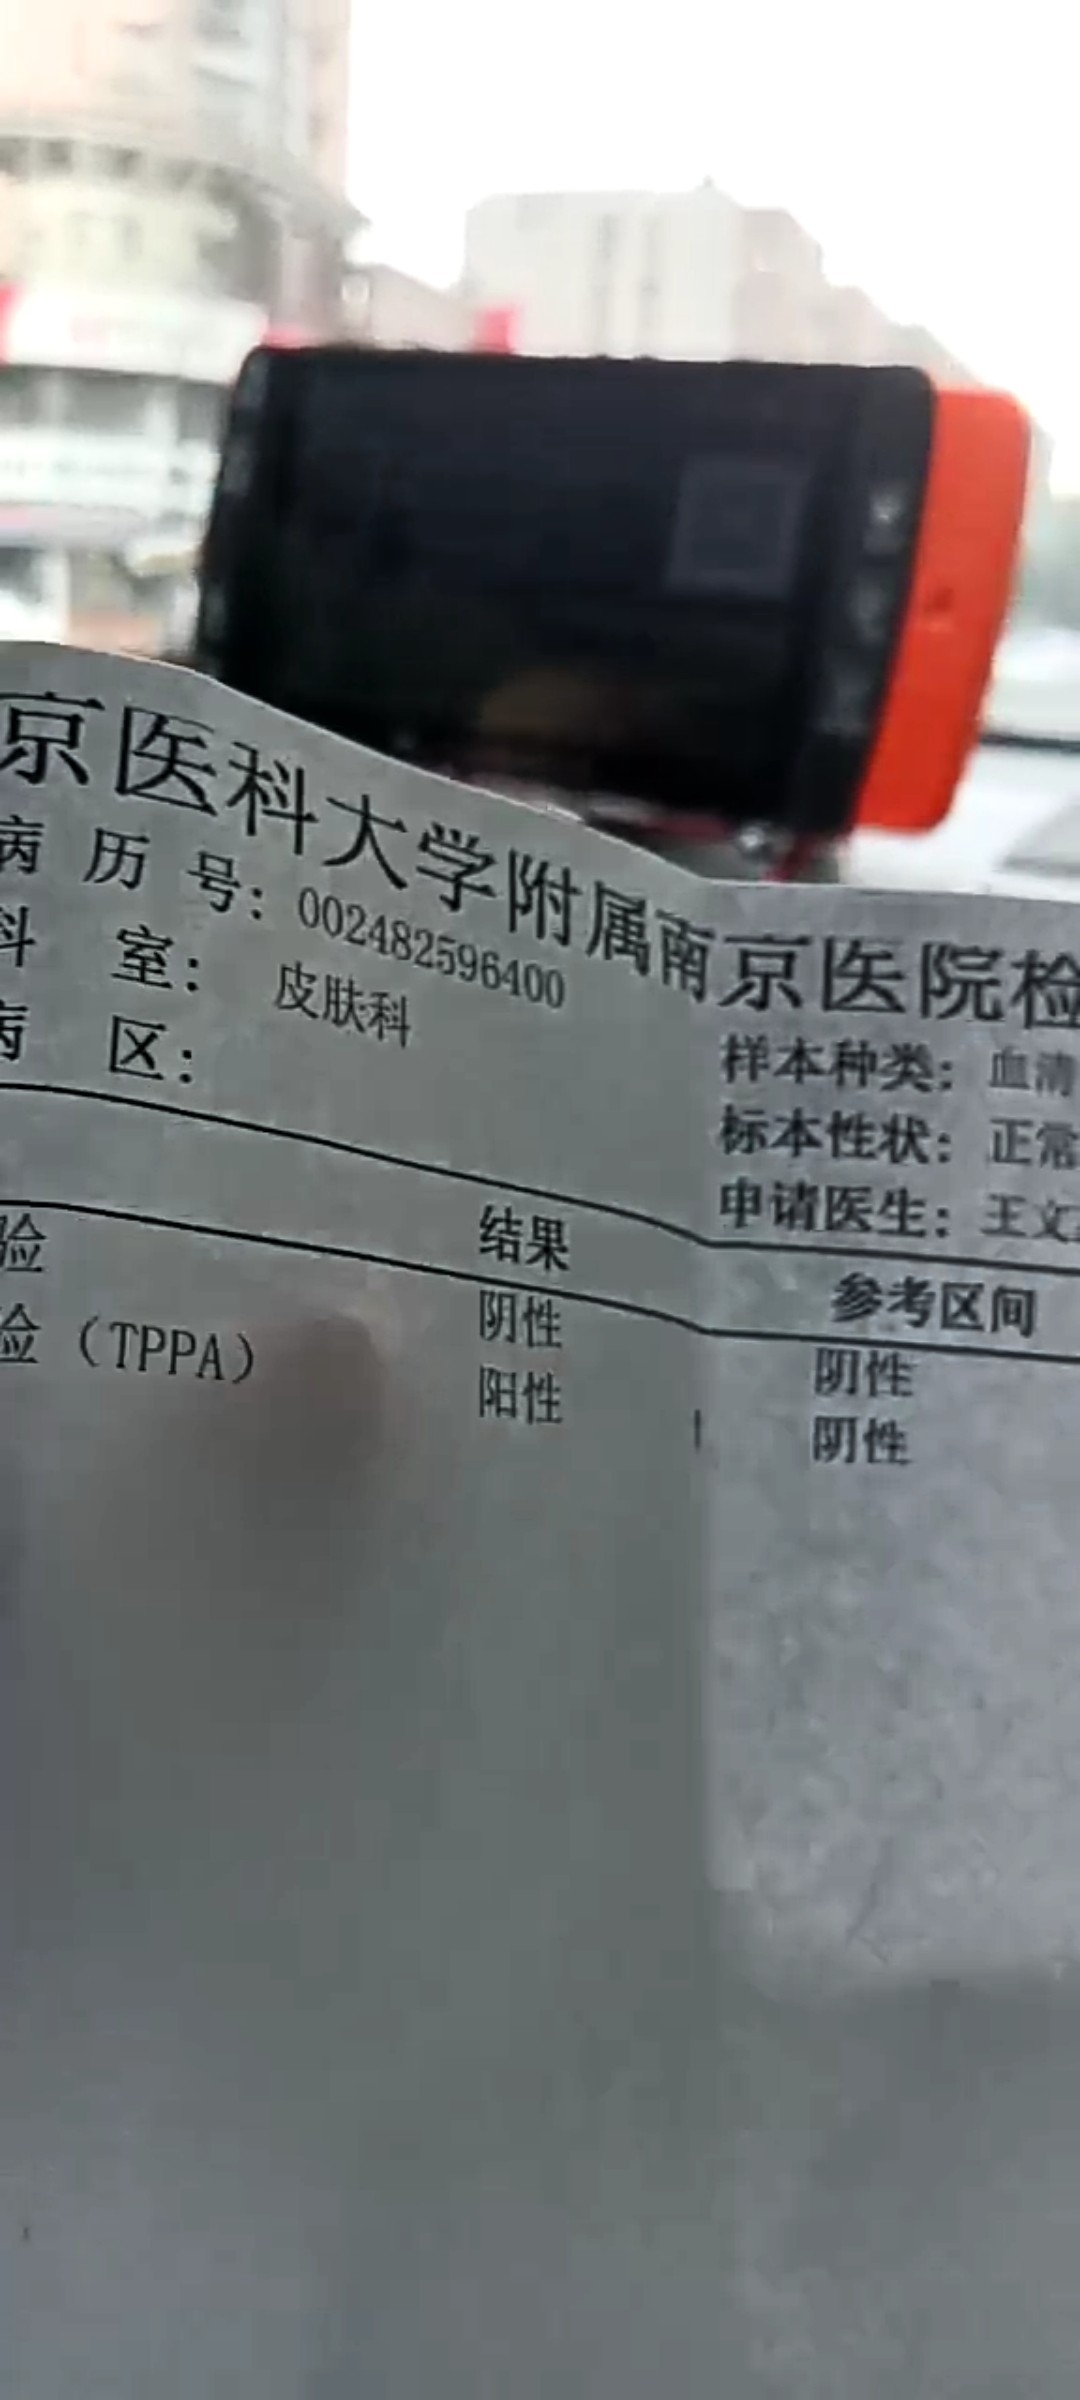 京医科大学附属南京医院检
病 历 号: 002482596400
样本种类: 血清
科 室: 皮肤科
标本性状: 正常
病 区:
申请医生: 王文
结果 参考区间
验 阴性 阴性
验 (TPPA) 阳性 阴性